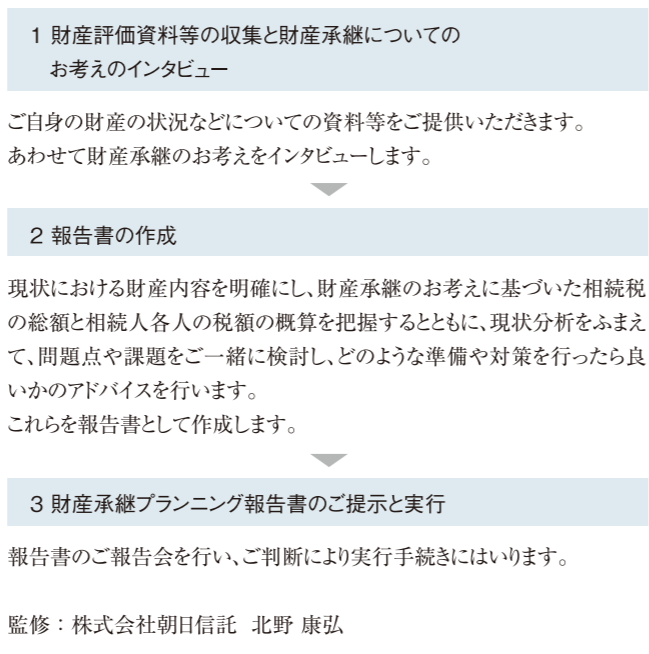 1 財産評価資料等の収集と財産承継についての
お考えのインタビュー
ご自身の財産の状況などについての資料等をご提供いただきます。
あわせて財産承継のお考えをインタビューします。
2 報告書の作成
現状における財産内容を明確にし、財産承継のお考えに基づいた相続税
の総額と相続人各人の税額の概算を把握するとともに、現状分析をふまえ
て、問題点や課題をご一緒に検討し、どのような準備や対策を行ったら良
いかのアドバイスを行います。
これらを報告書として作成します。
3 財産承継プランニング報告書のご提示と実行
報告書のご報告会を行い、ご判断により実行手続きにはいります。
監修：株式会社朝日信託 北野 康弘